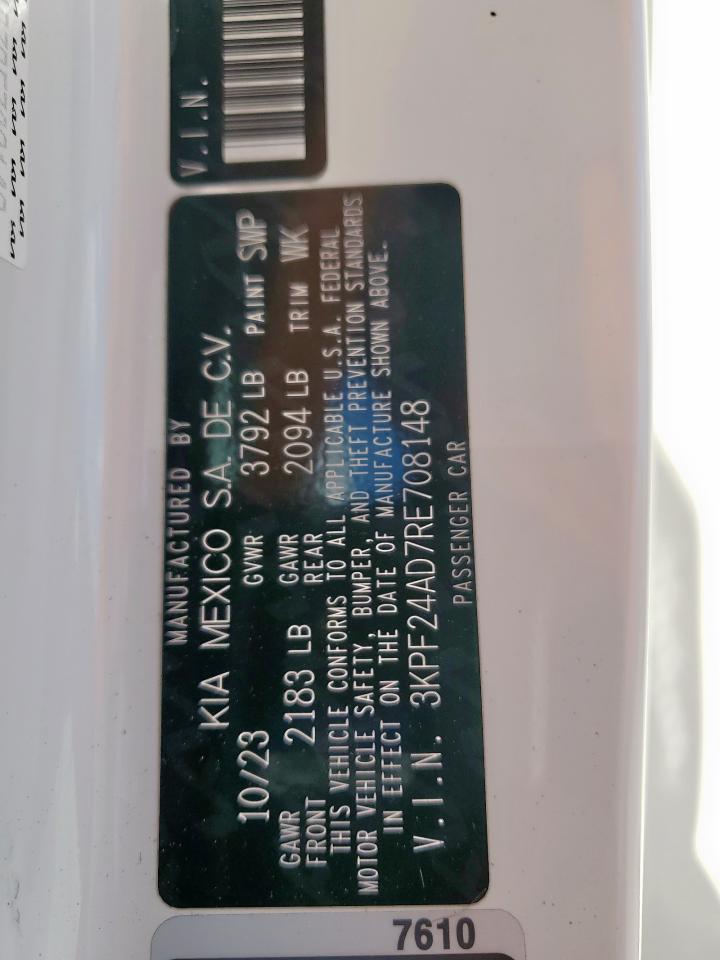 V.I.N.
MANUFACTURED BY
KIA MEXICO S.A. DE C.V.
10/23 GVWR 3792 LB PAINT SWP
GAWR FRONT 2183 LB GAWR REAR 2094 LB TRIM WK
THIS VEHICLE CONFORMS TO ALL APPLICABLE U.S.A. FEDERAL
MOTOR VEHICLE SAFETY, BUMPER, AND THEFT PREVENTION STANDARDS
IN EFFECT ON THE DATE OF MANUFACTURE SHOWN ABOVE.
V.I.N. 3KPF24AD7RE708148
PASSENGER CAR
7610